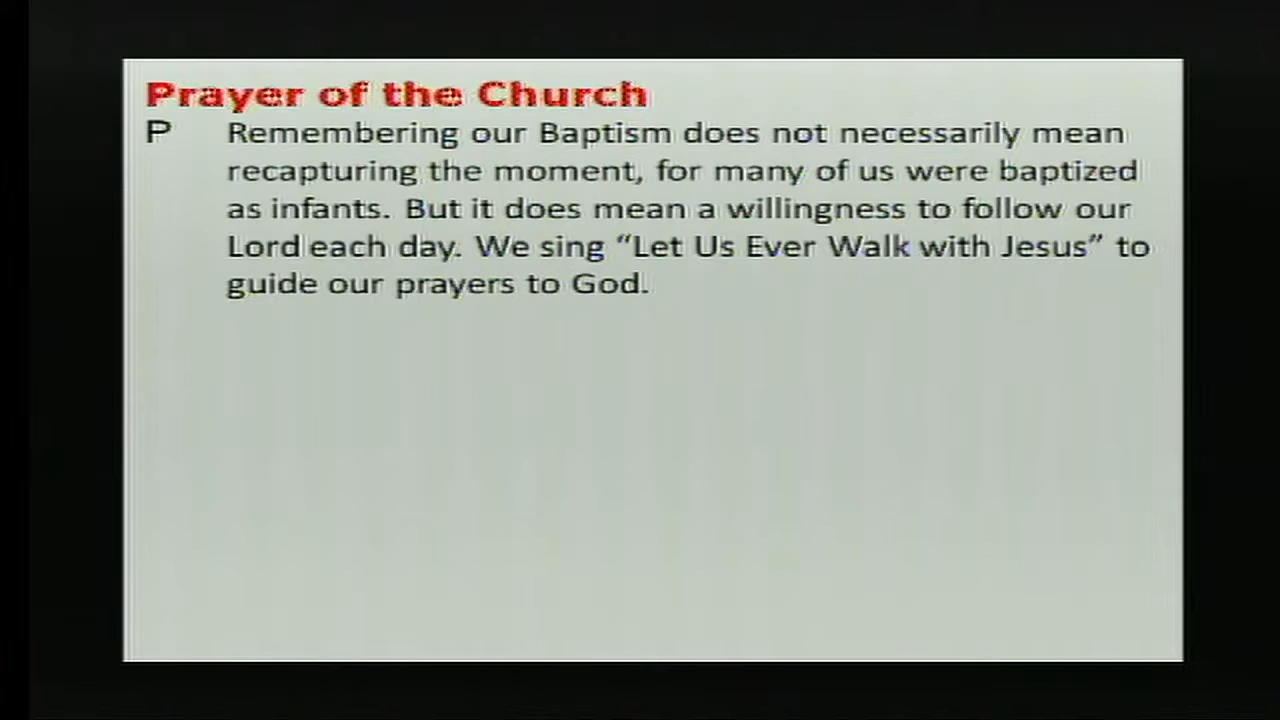 Prayer of the Church
P Remembering our Baptism does not necessarily mean
recapturing the moment, for many of us were baptized
as infants. But it does mean a willingness to follow our
Lord each day. We sing “Let Us Ever Walk with Jesus” to
guide our prayers to God.